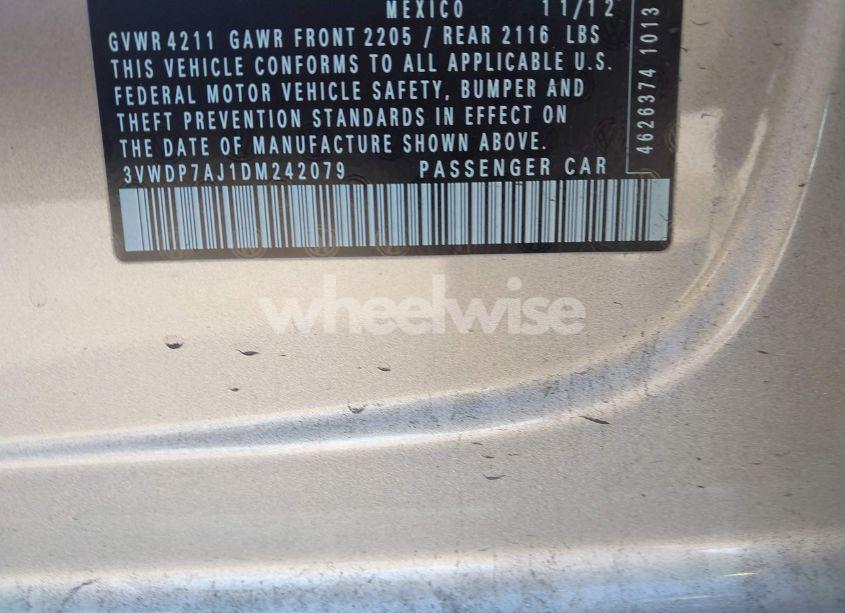 MEXICO 11/12
GVWR 4211 GAWR FRONT 2205 / REAR 2116 LBS
THIS VEHICLE CONFORMS TO ALL APPLICABLE U.S.
FEDERAL MOTOR VEHICLE SAFETY, BUMPER AND
THEFT PREVENTION STANDARDS IN EFFECT ON
THE DATE OF MANUFACTURE SHOWN ABOVE.
3VWDP7AJ1DM242079 PASSENGER CAR
4626374 1013
wheelwise